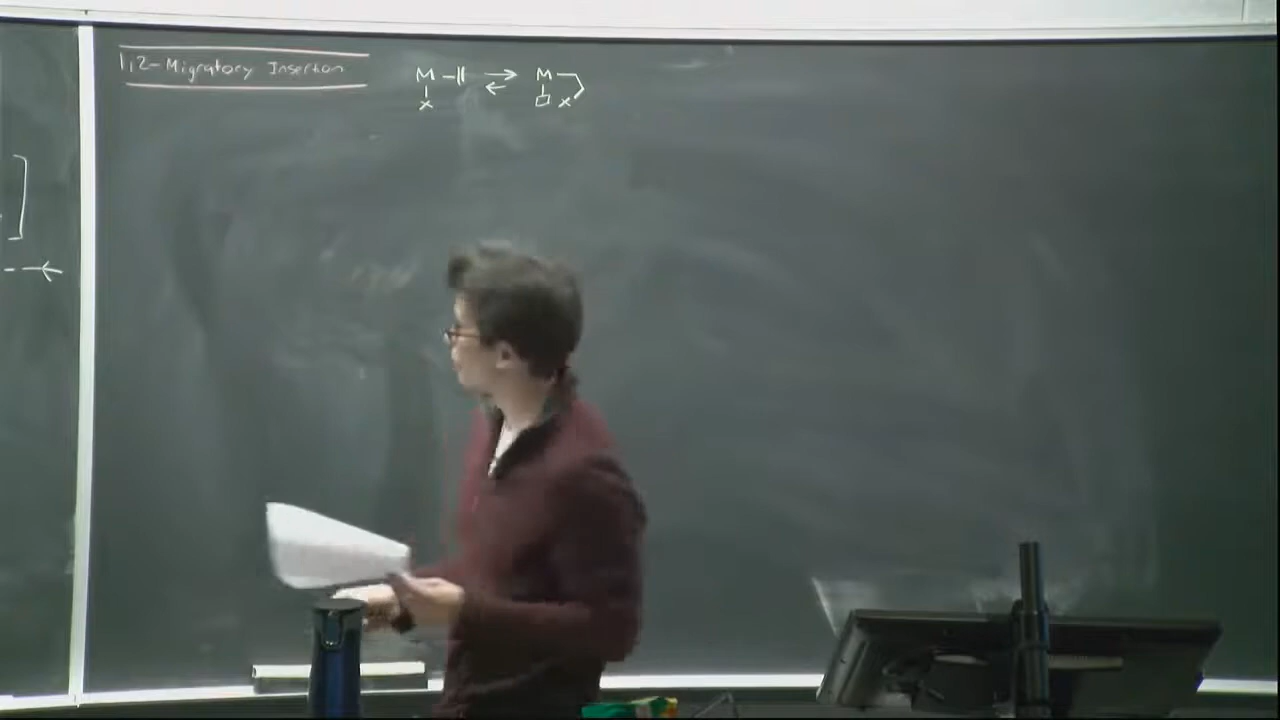 1,2-Migratory Insertion
M–|| ⇌ M
X □ X